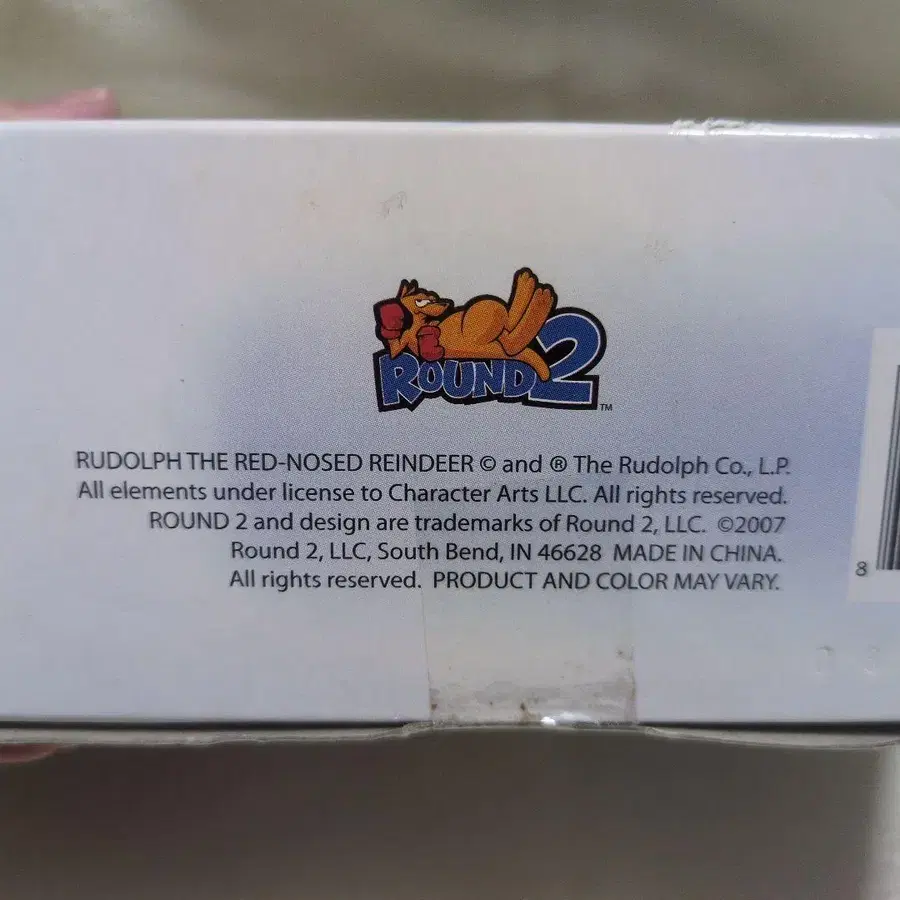 ROUND 2 ™
RUDOLPH THE RED-NOSED REINDEER © and ® The Rudolph Co., L.P.
All elements under license to Character Arts LLC. All rights reserved.
ROUND 2 and design are trademarks of Round 2, LLC. ©2007
Round 2, LLC, South Bend, IN 46628 MADE IN CHINA.
All rights reserved. PRODUCT AND COLOR MAY VARY.
8